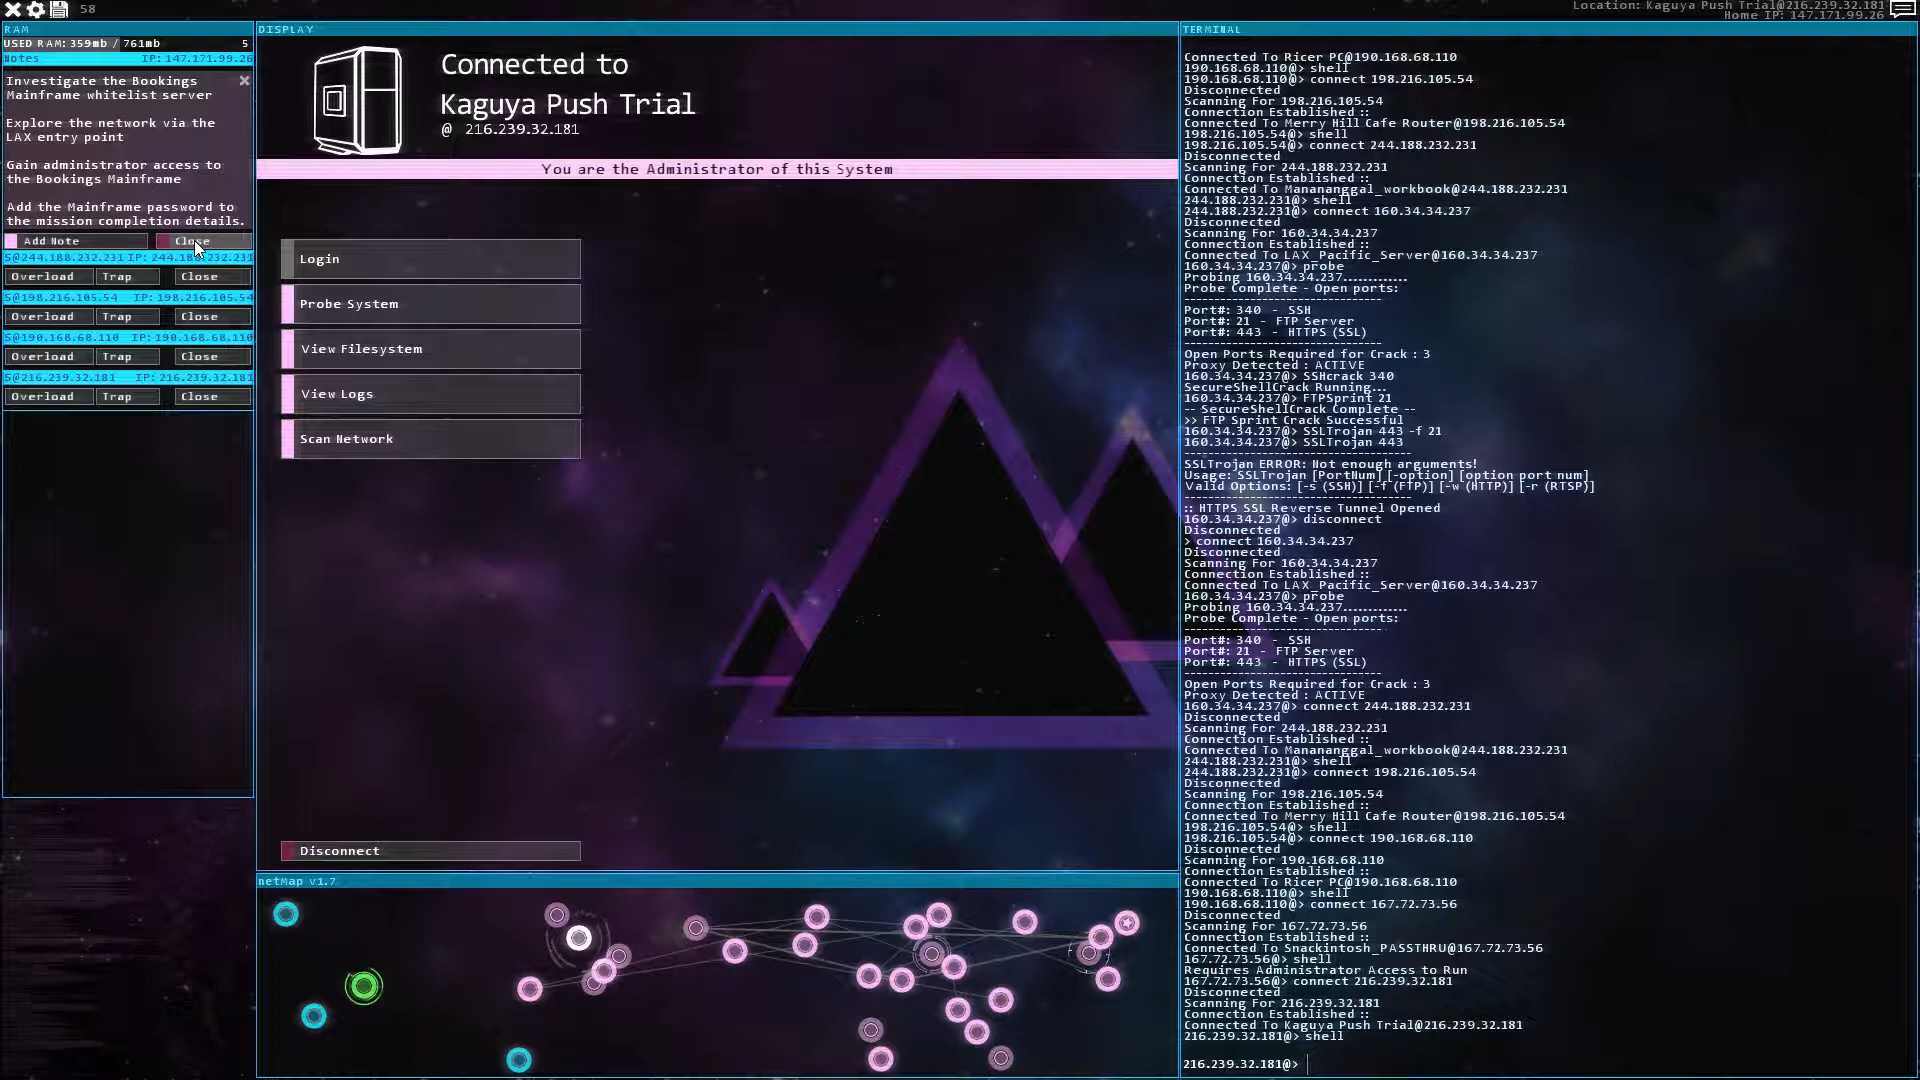 58
Location: Kaguya Push Trial@216.239.32.181
Home IP: 147.171.99.26
RAM
USED RAM: 359mb / 761mb 5
Notes IP: 147.171.99.26
Investigate the Bookings
Mainframe whitelist server
Explore the network via the
LAX entry point
Gain administrator access to
the Bookings Mainframe
Add the Mainframe password to
the mission completion details.
Add Note Close
S@244.188.232.231 IP: 244.188.232.231
Overload Trap Close
S@198.216.105.54 IP: 198.216.105.54
Overload Trap Close
S@190.168.68.110 IP: 190.168.68.110
Overload Trap Close
S@216.239.32.181 IP: 216.239.32.181
Overload Trap Close
DISPLAY
Connected to
Kaguya Push Trial
@ 216.239.32.181
You are the Administrator of this System
Login
Probe System
View Filesystem
View Logs
Scan Network
Disconnect
netMap v1.7
TERMINAL
Connected To Ricer PC@190.168.68.110
190.168.68.110@> shell
190.168.68.110@> connect 198.216.105.54
Disconnected
Scanning For 198.216.105.54
Connection Established ::
Connected To Merry Hill Cafe Router@198.216.105.54
198.216.105.54@> shell
198.216.105.54@> connect 244.188.232.231
Disconnected
Scanning For 244.188.232.231
Connection Established ::
Connected To Manananggal_workbook@244.188.232.231
244.188.232.231@> shell
244.188.232.231@> connect 160.34.34.237
Disconnected
Scanning For 160.34.34.237
Connection Established ::
Connected To LAX_Pacific_Server@160.34.34.237
160.34.34.237@> probe
Probing 160.34.34.237.............
Probe Complete - Open ports:
---------------------------------
Port#: 340 - SSH
Port#: 21 - FTP Server
Port#: 443 - HTTPS (SSL)
---------------------------------
Open Ports Required for Crack : 3
Proxy Detected : ACTIVE
160.34.34.237@> SSHcrack 340
SecureShellCrack Running...
160.34.34.237@> FTPSprint 21
-- SecureShellCrack Complete --
>> FTP Sprint Crack Successful
160.34.34.237@> SSLTrojan 443 -f 21
160.34.34.237@> SSLTrojan 443
--------------------------------------
SSLTrojan ERROR: Not enough arguments!
Usage: SSLTrojan [PortNum] [-option] [option port num]
Valid Options: [-s (SSH)] [-f (FTP)] [-w (HTTP)] [-r (RTSP)]
--------------------------------------
:: HTTPS SSL Reverse Tunnel Opened
160.34.34.237@> disconnect
Disconnected
> connect 160.34.34.237
Disconnected
Scanning For 160.34.34.237
Connection Established ::
Connected To LAX_Pacific_Server@160.34.34.237
160.34.34.237@> probe
Probing 160.34.34.237.............
Probe Complete - Open ports:
---------------------------------
Port#: 340 - SSH
Port#: 21 - FTP Server
Port#: 443 - HTTPS (SSL)
---------------------------------
Open Ports Required for Crack : 3
Proxy Detected : ACTIVE
160.34.34.237@> connect 244.188.232.231
Disconnected
Scanning For 244.188.232.231
Connection Established ::
Connected To Manananggal_workbook@244.188.232.231
244.188.232.231@> shell
244.188.232.231@> connect 198.216.105.54
Disconnected
Scanning For 198.216.105.54
Connection Established ::
Connected To Merry Hill Cafe Router@198.216.105.54
198.216.105.54@> shell
198.216.105.54@> connect 190.168.68.110
Disconnected
Scanning For 190.168.68.110
Connection Established ::
Connected To Ricer PC@190.168.68.110
190.168.68.110@> shell
190.168.68.110@> connect 167.72.73.56
Disconnected
Scanning For 167.72.73.56
Connection Established ::
Connected To Snackintosh_PASSTHRU@167.72.73.56
167.72.73.56@> shell
Requires Administrator Access to Run
167.72.73.56@> connect 216.239.32.181
Disconnected
Scanning For 216.239.32.181
Connection Established ::
Connected To Kaguya Push Trial@216.239.32.181
216.239.32.181@> shell
216.239.32.181@>